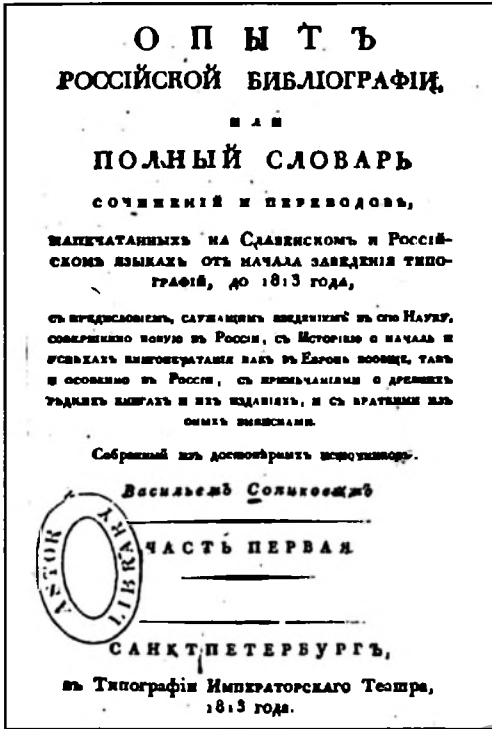 ОПЫТЪ
РОССІЙСКОЙ БИБЛІОГРАФІИ,
ИЛИ
ПОЛНЫЙ СЛОВАРЬ
СОЧИНЕНІЙ И ПЕРЕВОДОВЪ,
НАПЕЧАТАННЫХЪ НА СЛАВЕНСКОМЪ И РОССІЙ-
СКОМЪ ЯЗЫКАХЪ ОТЪ НАЧАЛА ЗАВЕДЕНІЯ ТИПО-
ГРАФІЙ, ДО 1813 ГОДА,
СЪ ПРЕДИСЛОВІЕМЪ, СЛУЖАЩИМЪ ВВЕДЕНІЕМЪ ВЪ СІЮ НАУКУ,
СОВЕРШЕННО НОВУЮ ВЪ РОССІИ, СЪ ИСТОРІЕЮ О НАЧАЛѢ И
УСПѢХАХЪ КНИГОПЕЧАТАНІЯ КАКЪ ВЪ ЕВРОПѢ ВООБЩЕ, ТАКЪ
И ОСОБЕННО ВЪ РОССІИ, СЪ ПРИМѢЧАНІЯМИ О ДРЕВНИХЪ
РѢДКИХЪ КНИГАХЪ И ИХЪ ИЗДАНІЯХЪ, И СЪ КРАТКИМИ ИЗЪ
ОНЫХЪ ВЫПИСКАМИ.
Собранный изъ достовѣрныхъ источниковъ.
Васильемъ Сопиковымъ
ЧАСТЬ ПЕРВАЯ
ASTOR LIBRARY
САНКТПЕТЕРБУРГЪ,
въ Типографіи Императорскаго Театра,
1813 года.